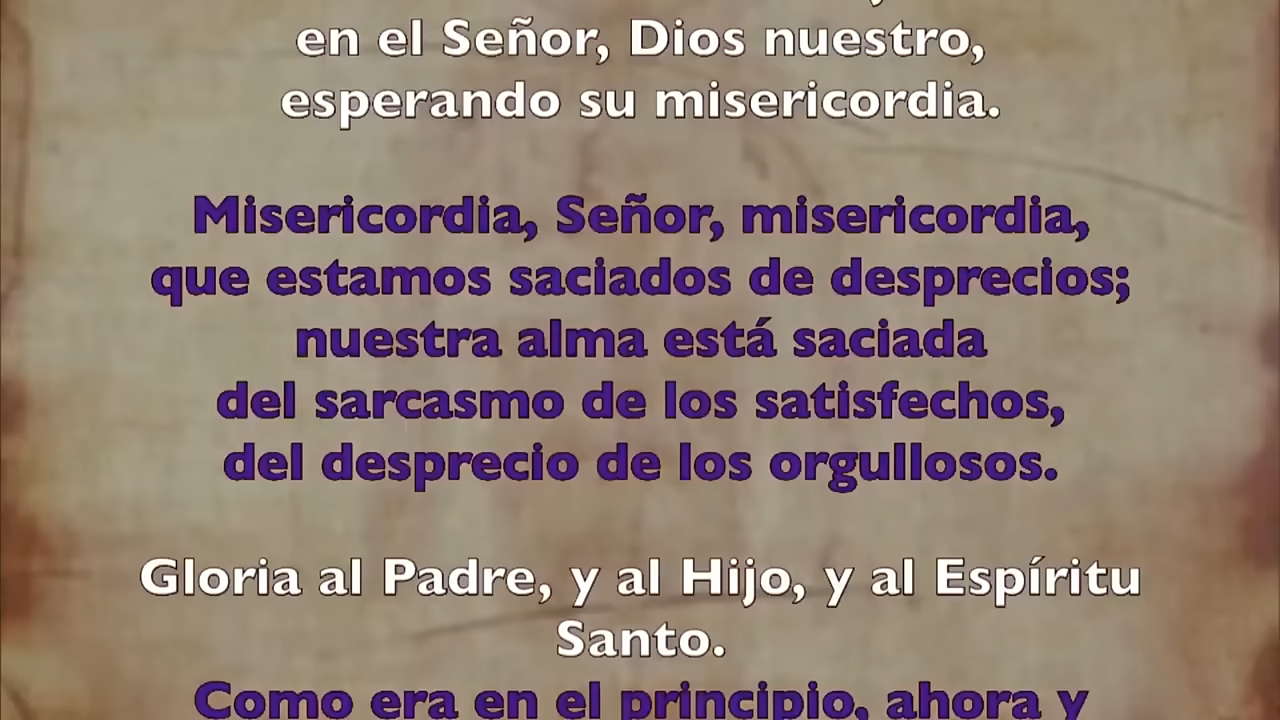 en el Señor, Dios nuestro,
esperando su misericordia.
Misericordia, Señor, misericordia,
que estamos saciados de desprecios;
nuestra alma está saciada
del sarcasmo de los satisfechos,
del desprecio de los orgullosos.
Gloria al Padre, y al Hijo, y al Espíritu
Santo.
Como era en el principio, ahora y